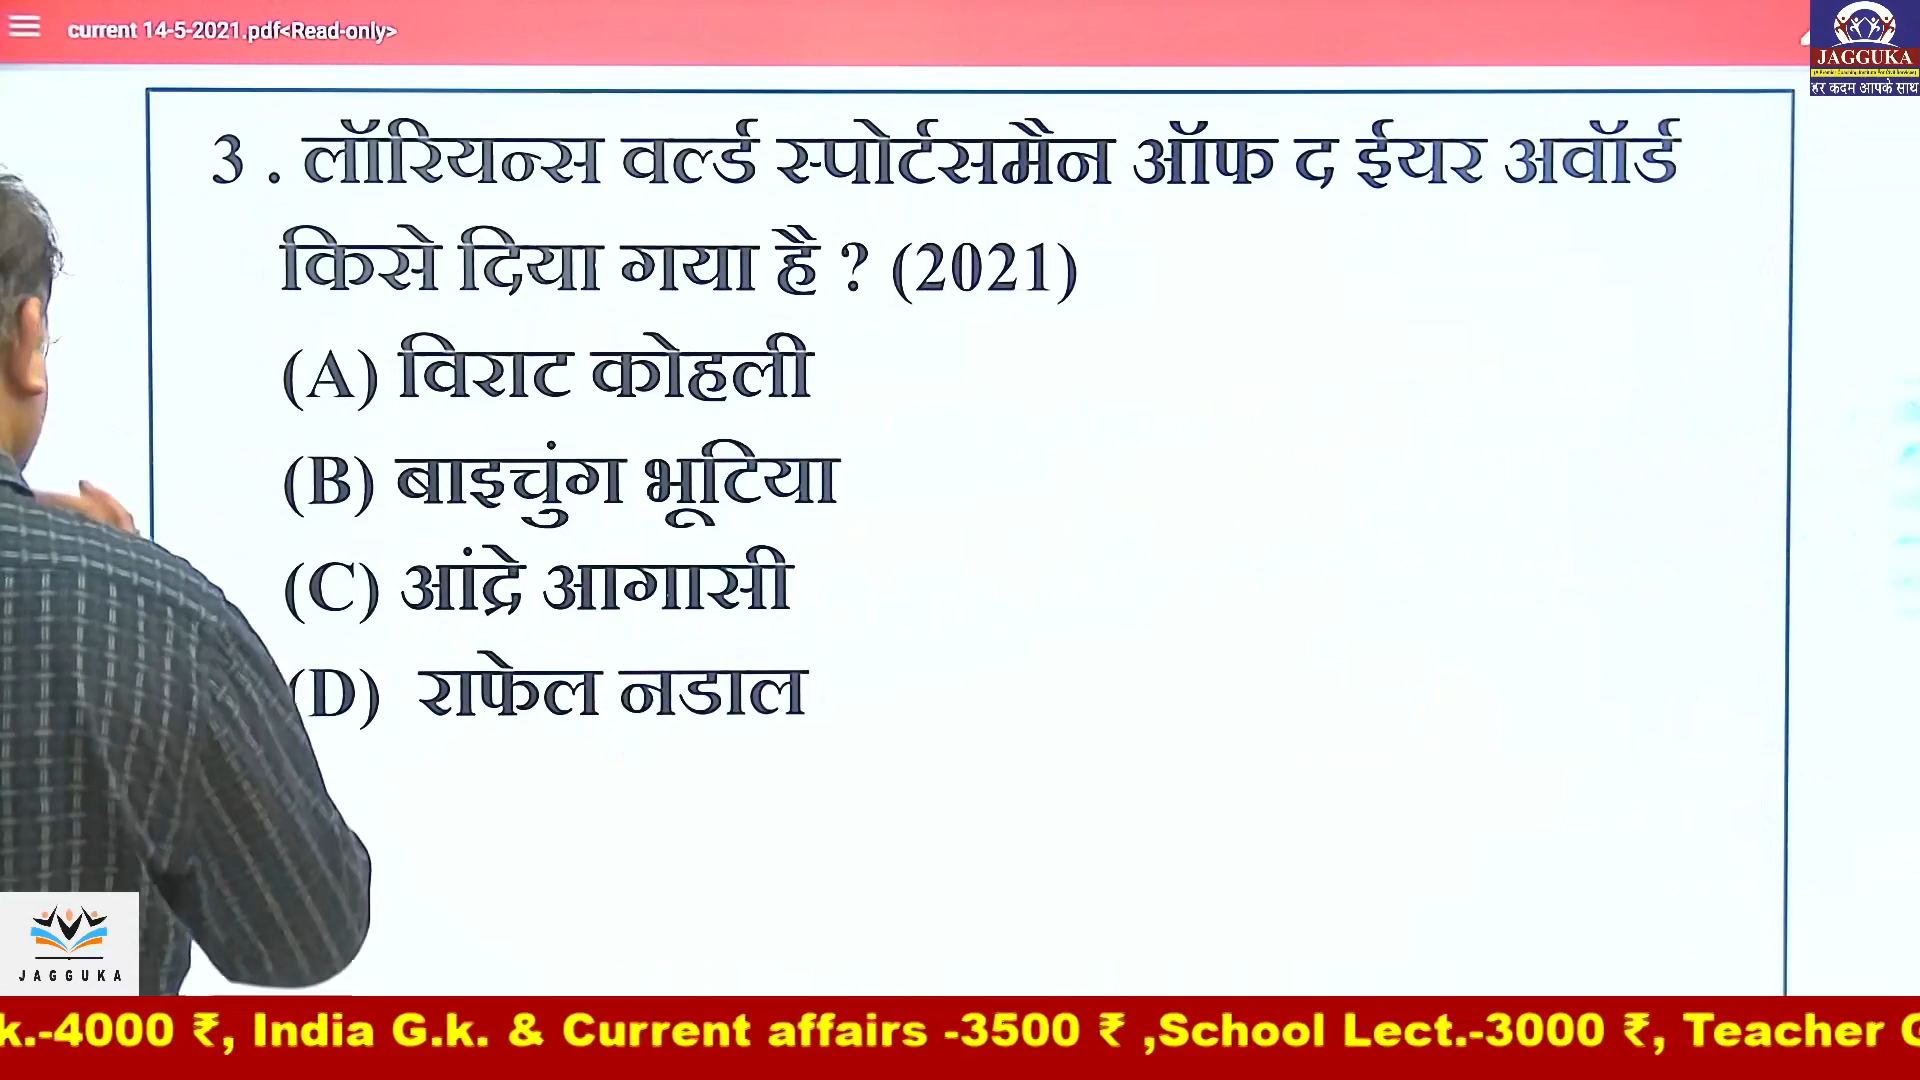 current 14-5-2021.pdf<Read-only>
JAGGUKA
हर कदम आपके साथ
3 . लॉरियन्स वर्ल्ड स्पोर्टसमैन ऑफ द ईयर अवॉर्ड
किसे दिया गया है ? (2021)
(A) विराट कोहली
(B) बाइचुंग भूटिया
(C) आंद्रे आगासी
(D) राफेल नडाल
JAGGUKA
k.-4000 ₹, India G.k. & Current affairs -3500 ₹ ,School Lect.-3000 ₹, Teacher G